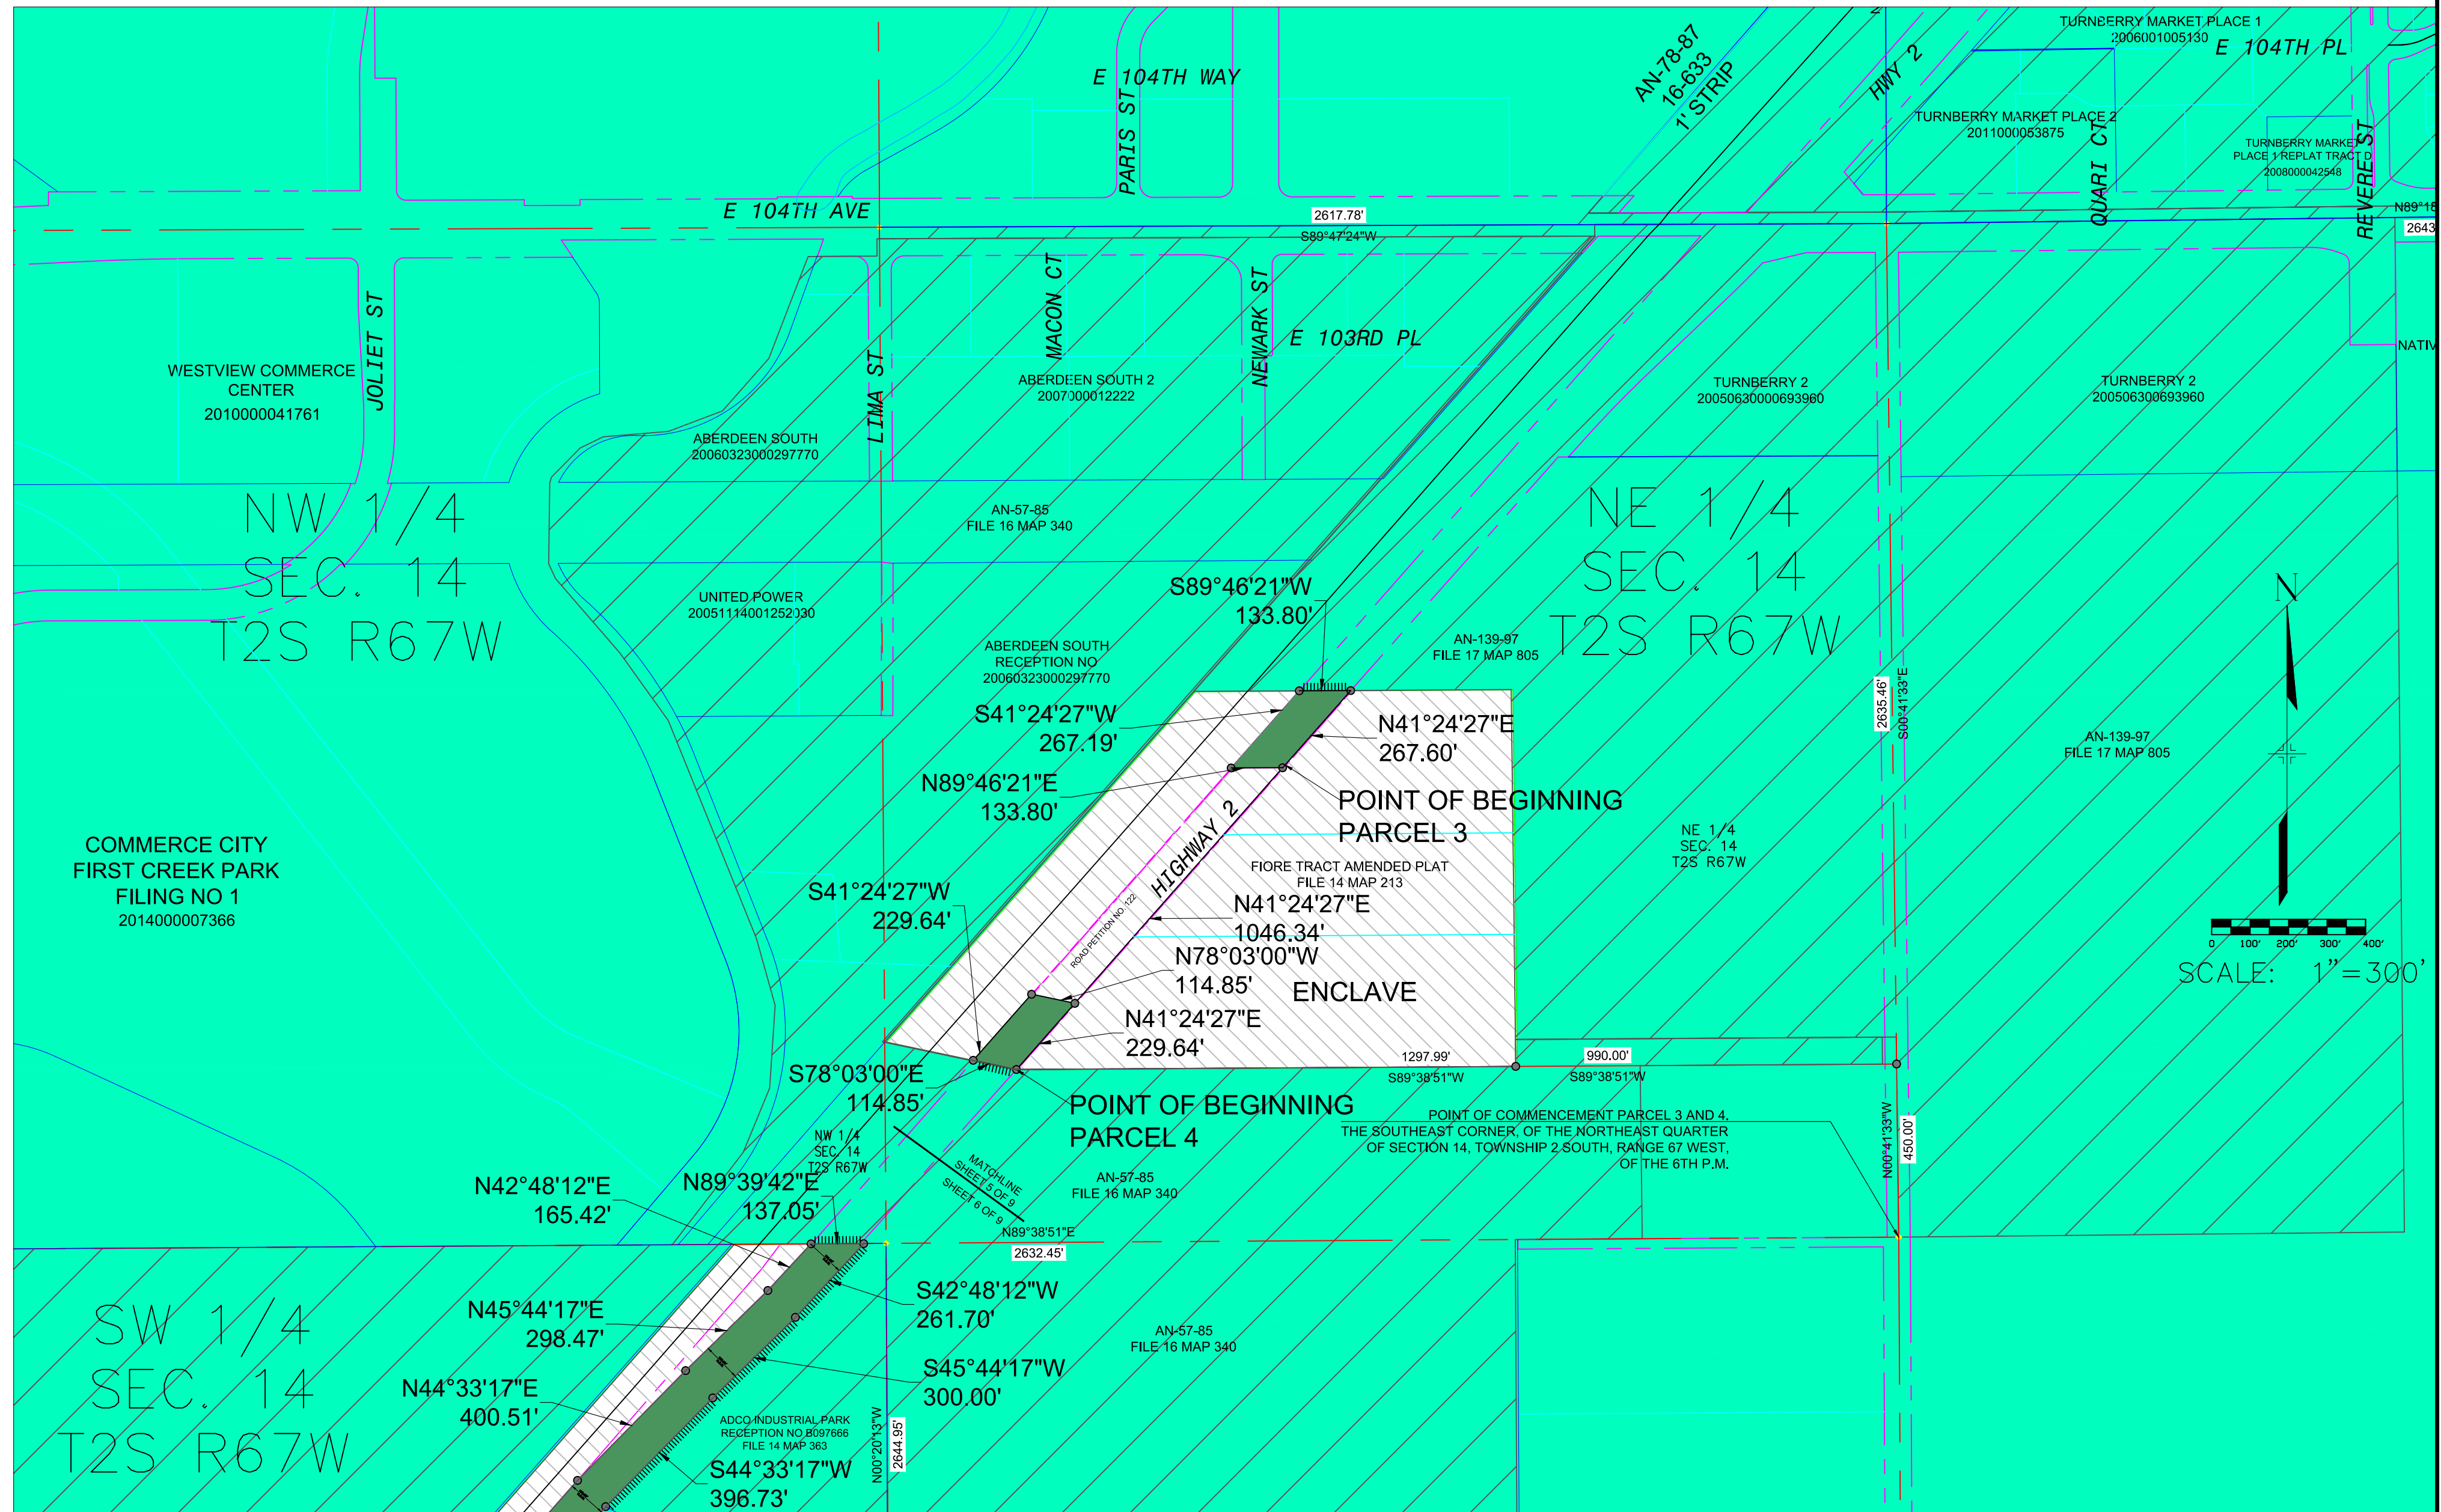 TURNBERRY MARKET PLACE 1
2006001005130
E 104TH PL
AN-78-87
16-633
1' STRIP
HWY 2
2
E 104TH WAY
PARIS ST
TURNBERRY MARKET PLACE 2
2011000053875
QUARI CT
TURNBERRY MARKET
PLACE 1 REPLAT TRACT D
2008000042548
REVERE ST
E 104TH AVE
2617.78'
S89°47'24"W
N89°18
2643
JOLIET ST
LIMA ST
MACON CT
NEWARK ST
E 103RD PL
NATIV
WESTVIEW COMMERCE
CENTER
2010000041761
ABERDEEN SOUTH 2
2007000012222
TURNBERRY 2
20050630000693960
TURNBERRY 2
200506300693960
ABERDEEN SOUTH
20060323000297770
NW 1/4
SEC. 14
T2S R67W
AN-57-85
FILE 16 MAP 340
NE 1/4
SEC. 14
T2S R67W
N
UNITED POWER
20051114001252030
S89°46'21"W
133.80'
ABERDEEN SOUTH
RECEPTION NO
20060323000297770
AN-139-97
FILE 17 MAP 805
2635.46'
S00°41'33"E
S41°24'27"W
267.19'
N41°24'27"E
267.60'
AN-139-97
FILE 17 MAP 805
N89°46'21"E
133.80'
POINT OF BEGINNING
PARCEL 3
HIGHWAY 2
COMMERCE CITY
FIRST CREEK PARK
FILING NO 1
2014000007366
NE 1/4
SEC. 14
T2S R67W
FIORE TRACT AMENDED PLAT
FILE 14 MAP 213
S41°24'27"W
229.64'
ROAD PETITION NO. 122
N41°24'27"E
1046.34'
N78°03'00"W
114.85'
ENCLAVE
0 100' 200' 300' 400'
SCALE: 1"=300'
N41°24'27"E
229.64'
1297.99'
S89°38'51"W
990.00'
S89°38'51"W
S78°03'00"E
114.85'
POINT OF BEGINNING
PARCEL 4
POINT OF COMMENCEMENT PARCEL 3 AND 4.
THE SOUTHEAST CORNER, OF THE NORTHEAST QUARTER
OF SECTION 14, TOWNSHIP 2 SOUTH, RANGE 67 WEST,
OF THE 6TH P.M.
N00°41'33"W
450.00'
NW 1/4
SEC. 14
T2S R67W
MATCHLINE
SHEET 5 OF 9
SHEET 6 OF 9
AN-57-85
FILE 16 MAP 340
N42°48'12"E
165.42'
N89°39'42"E
137.05'
N89°38'51"E
2632.45'
SW 1/4
SEC. 14
T2S R67W
N45°44'17"E
298.47'
S42°48'12"W
261.70'
AN-57-85
FILE 16 MAP 340
S45°44'17"W
300.00'
N44°33'17"E
400.51'
ADCO INDUSTRIAL PARK
RECEPTION NO.B097666
FILE 14 MAP 363
N00°20'13"W
2644.95'
S44°33'17"W
396.73'